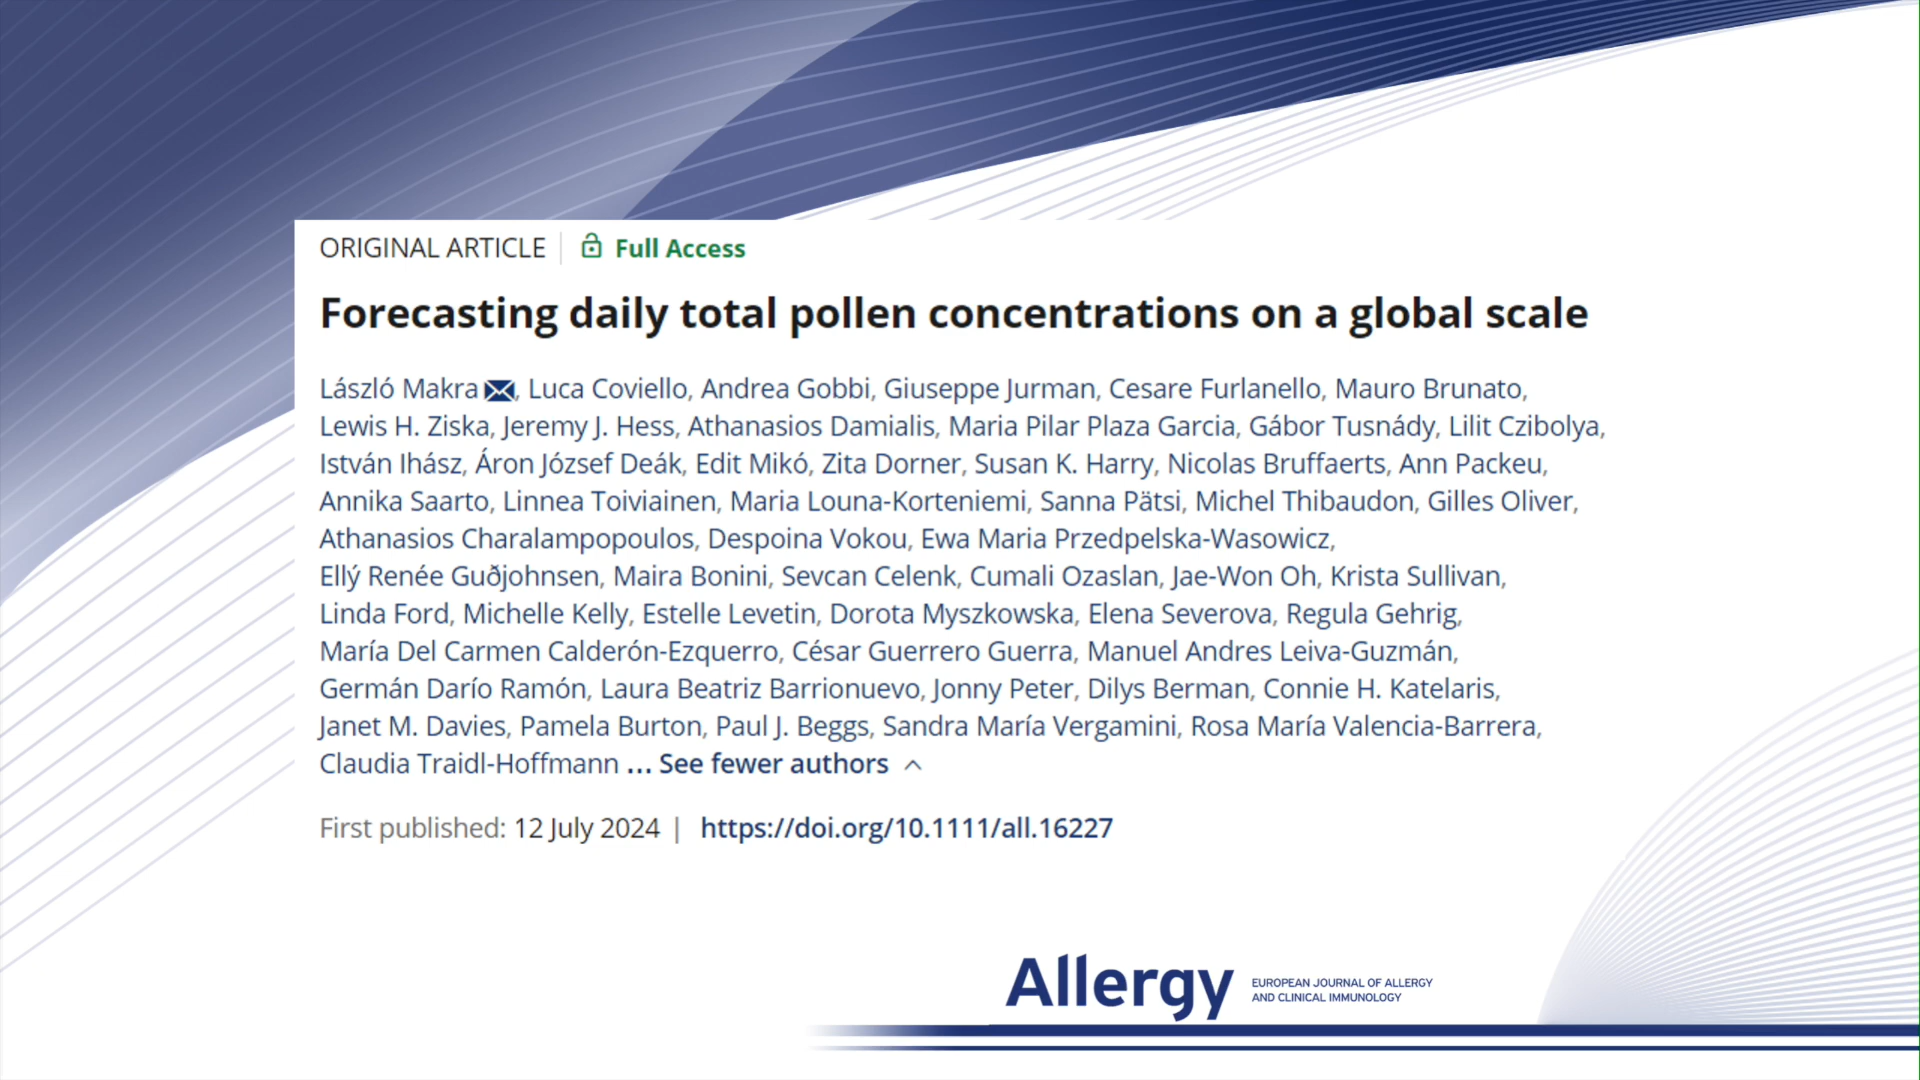 ORIGINAL ARTICLE Full Access
Forecasting daily total pollen concentrations on a global scale
László Makra, Luca Coviello, Andrea Gobbi, Giuseppe Jurman, Cesare Furlanello, Mauro Brunato,
Lewis H. Ziska, Jeremy J. Hess, Athanasios Damialis, Maria Pilar Plaza Garcia, Gábor Tusnády, Lilit Czibolya,
István Ihász, Áron József Deák, Edit Mikó, Zita Dorner, Susan K. Harry, Nicolas Bruffaerts, Ann Packeu,
Annika Saarto, Linnea Toiviainen, Maria Louna-Korteniemi, Sanna Pätsi, Michel Thibaudon, Gilles Oliver,
Athanasios Charalampopoulos, Despoina Vokou, Ewa Maria Przedpelska-Wasowicz,
Ellý Renée Guðjohnsen, Maira Bonini, Sevcan Celenk, Cumali Ozaslan, Jae-Won Oh, Krista Sullivan,
Linda Ford, Michelle Kelly, Estelle Levetin, Dorota Myszkowska, Elena Severova, Regula Gehrig,
María Del Carmen Calderón-Ezquerro, César Guerrero Guerra, Manuel Andres Leiva-Guzmán,
Germán Darío Ramón, Laura Beatriz Barrionuevo, Jonny Peter, Dilys Berman, Connie H. Katelaris,
Janet M. Davies, Pamela Burton, Paul J. Beggs, Sandra María Vergamini, Rosa María Valencia-Barrera,
Claudia Traidl-Hoffmann ... See fewer authors
First published: 12 July 2024 | https://doi.org/10.1111/all.16227
Allergy
EUROPEAN JOURNAL OF ALLERGY
AND CLINICAL IMMUNOLOGY